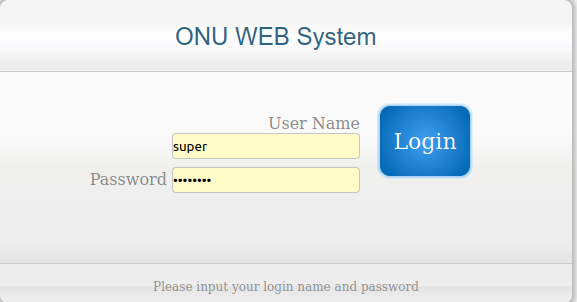 ONU WEB System
User Name
super
Login
Password ••••••••
Please input your login name and password